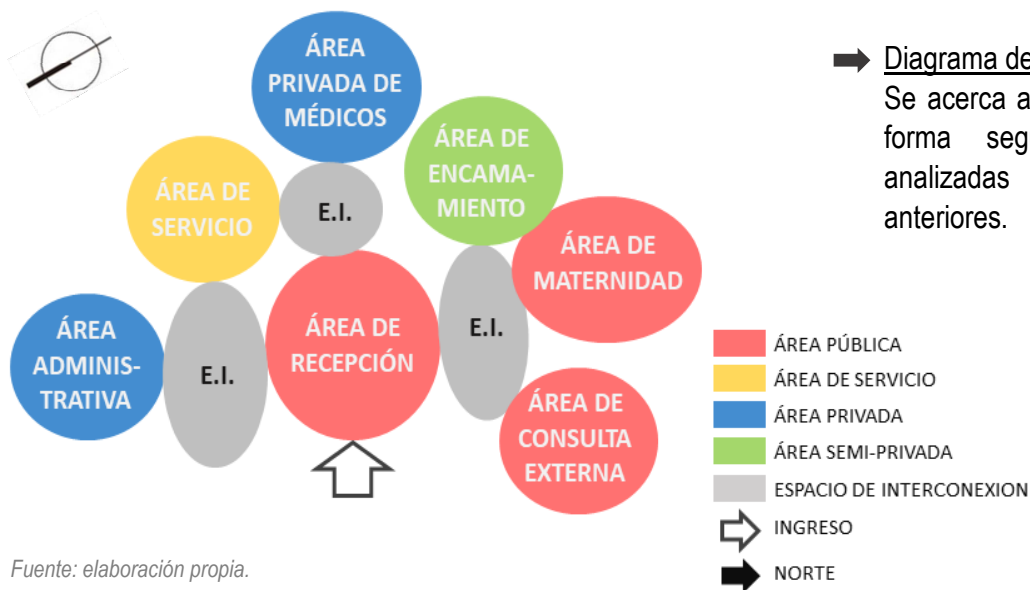 ÁREA
PRIVADA DE
MÉDICOS
ÁREA DE
ENCAMA-
MIENTO
ÁREA DE
SERVICIO
E.I.
ÁREA DE
MATERNIDAD
ÁREA
ADMINIS-
TRATIVA
E.I.
ÁREA DE
RECEPCIÓN
E.I.
ÁREA DE
CONSULTA
EXTERNA
Diagrama de
Se acerca a
forma seg
analizadas
anteriores.
ÁREA PÚBLICA
ÁREA DE SERVICIO
ÁREA PRIVADA
ÁREA SEMI-PRIVADA
ESPACIO DE INTERCONEXION
INGRESO
NORTE
Fuente: elaboración propia.